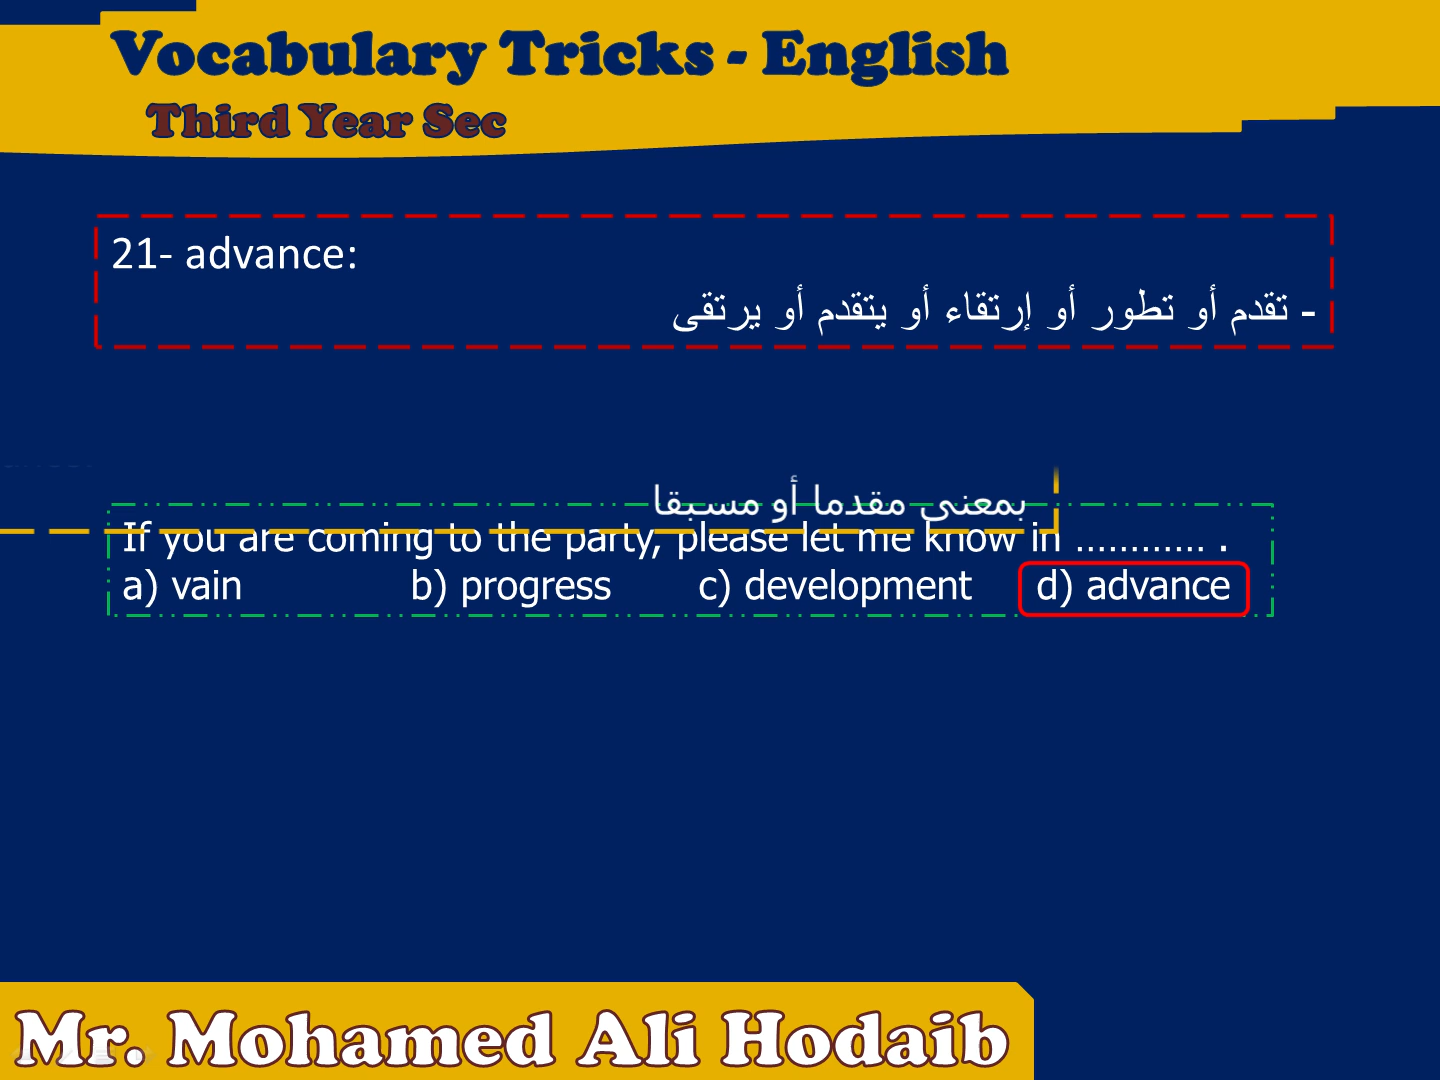 Vocabulary Tricks - English
Third Year Sec
21- advance:
- تقدم أو تطور أو إرتقاء أو يتقدم أو يرتقى
بمعنى مقدما أو مسبقا
If you are coming to the party, please let me know in ………… .
a) vain b) progress c) development d) advance
Mr. Mohamed Ali Hodaib